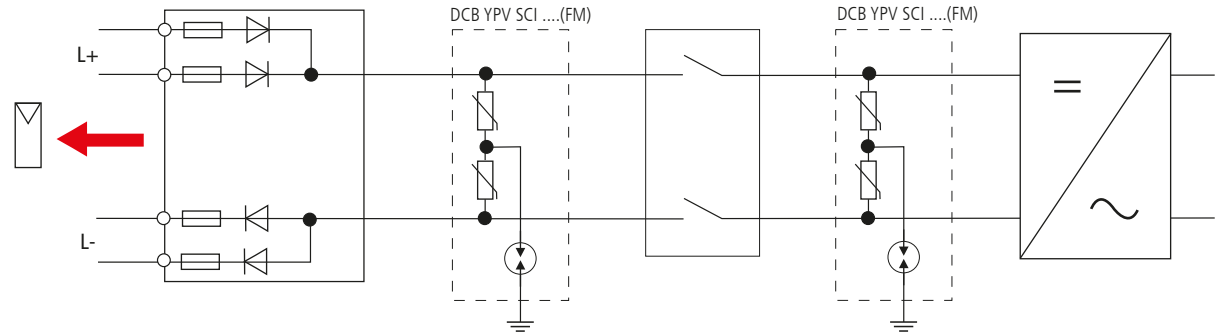 DCB YPV SCI ....(FM)
DCB YPV SCI ....(FM)
L+
L-